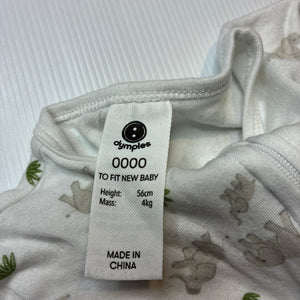 dymples
0000
TO FIT NEW BABY
Height: 56cm
Mass: 4kg
MADE IN
CHINA